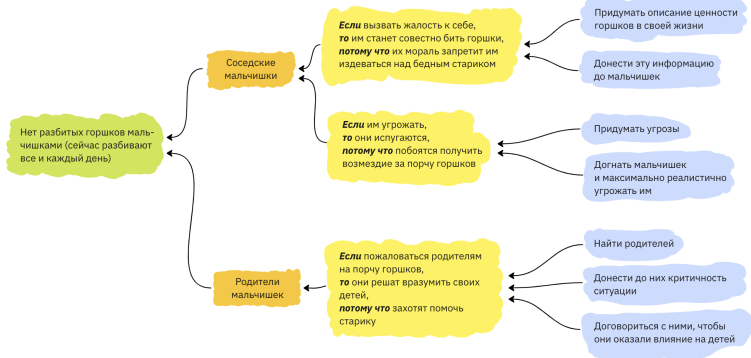 Нет разбитых горшков маль-
чишками (сейчас разбивают
все и каждый день)
Соседские
мальчишки
Если вызвать жалость к себе,
то им станет совестно бить горшки,
потому что их мораль запретит им
издеваться над бедным стариком
Придумать описание ценности
горшков в своей жизни
Донести эту информацию
до мальчишек
Если им угрожать,
то они испугаются,
потому что побоятся получить
возмездие за порчу горшков
Придумать угрозы
Догнать мальчишек
и максимально реалистично
угрожать им
Родители
мальчишек
Если пожаловаться родителям
на порчу горшков,
то они решат вразумить своих
детей,
потому что захотят помочь
старику
Найти родителей
Донести до них критичность
ситуации
Договориться с ними, чтобы
они оказали влияние на детей